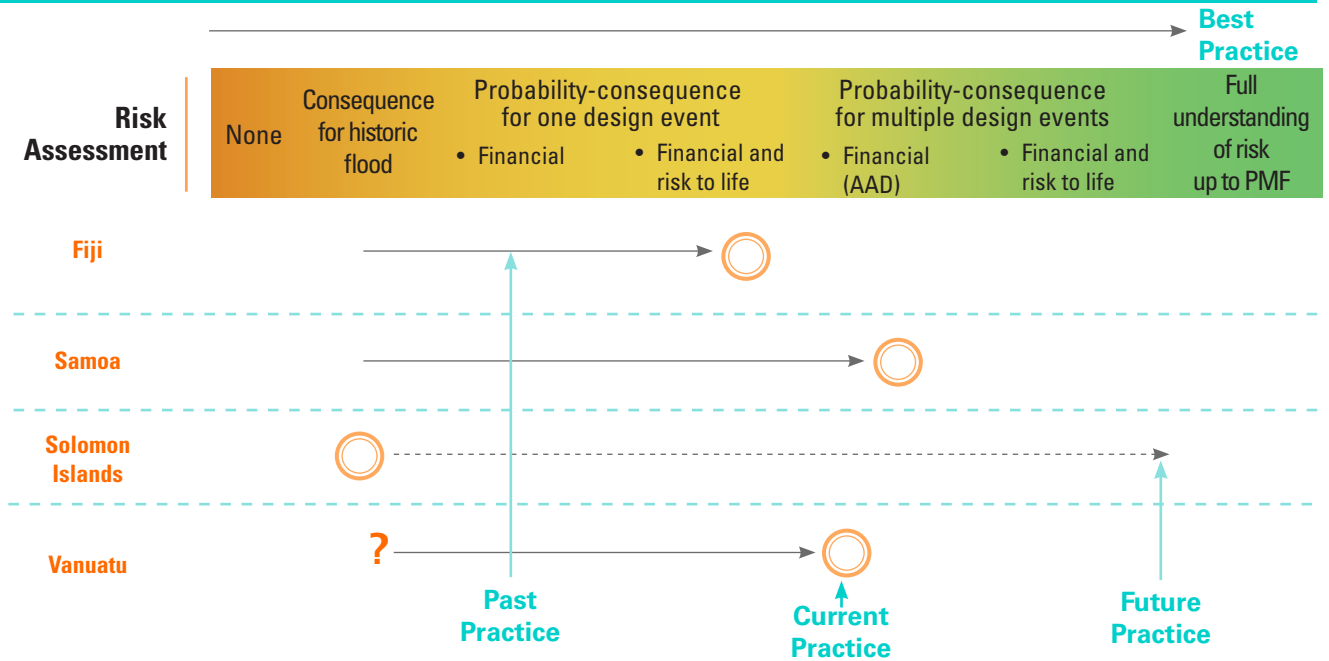 Best
Practice
Risk
Assessment
None
Consequence
for historic
flood
Probability-consequence
for one design event
• Financial
• Financial and
risk to life
Probability-consequence
for multiple design events
• Financial
(AAD)
• Financial and
risk to life
Full
understanding
of risk
up to PMF
Fiji
Samoa
Solomon
Islands
Vanuatu
?
Past
Practice
Current
Practice
Future
Practice